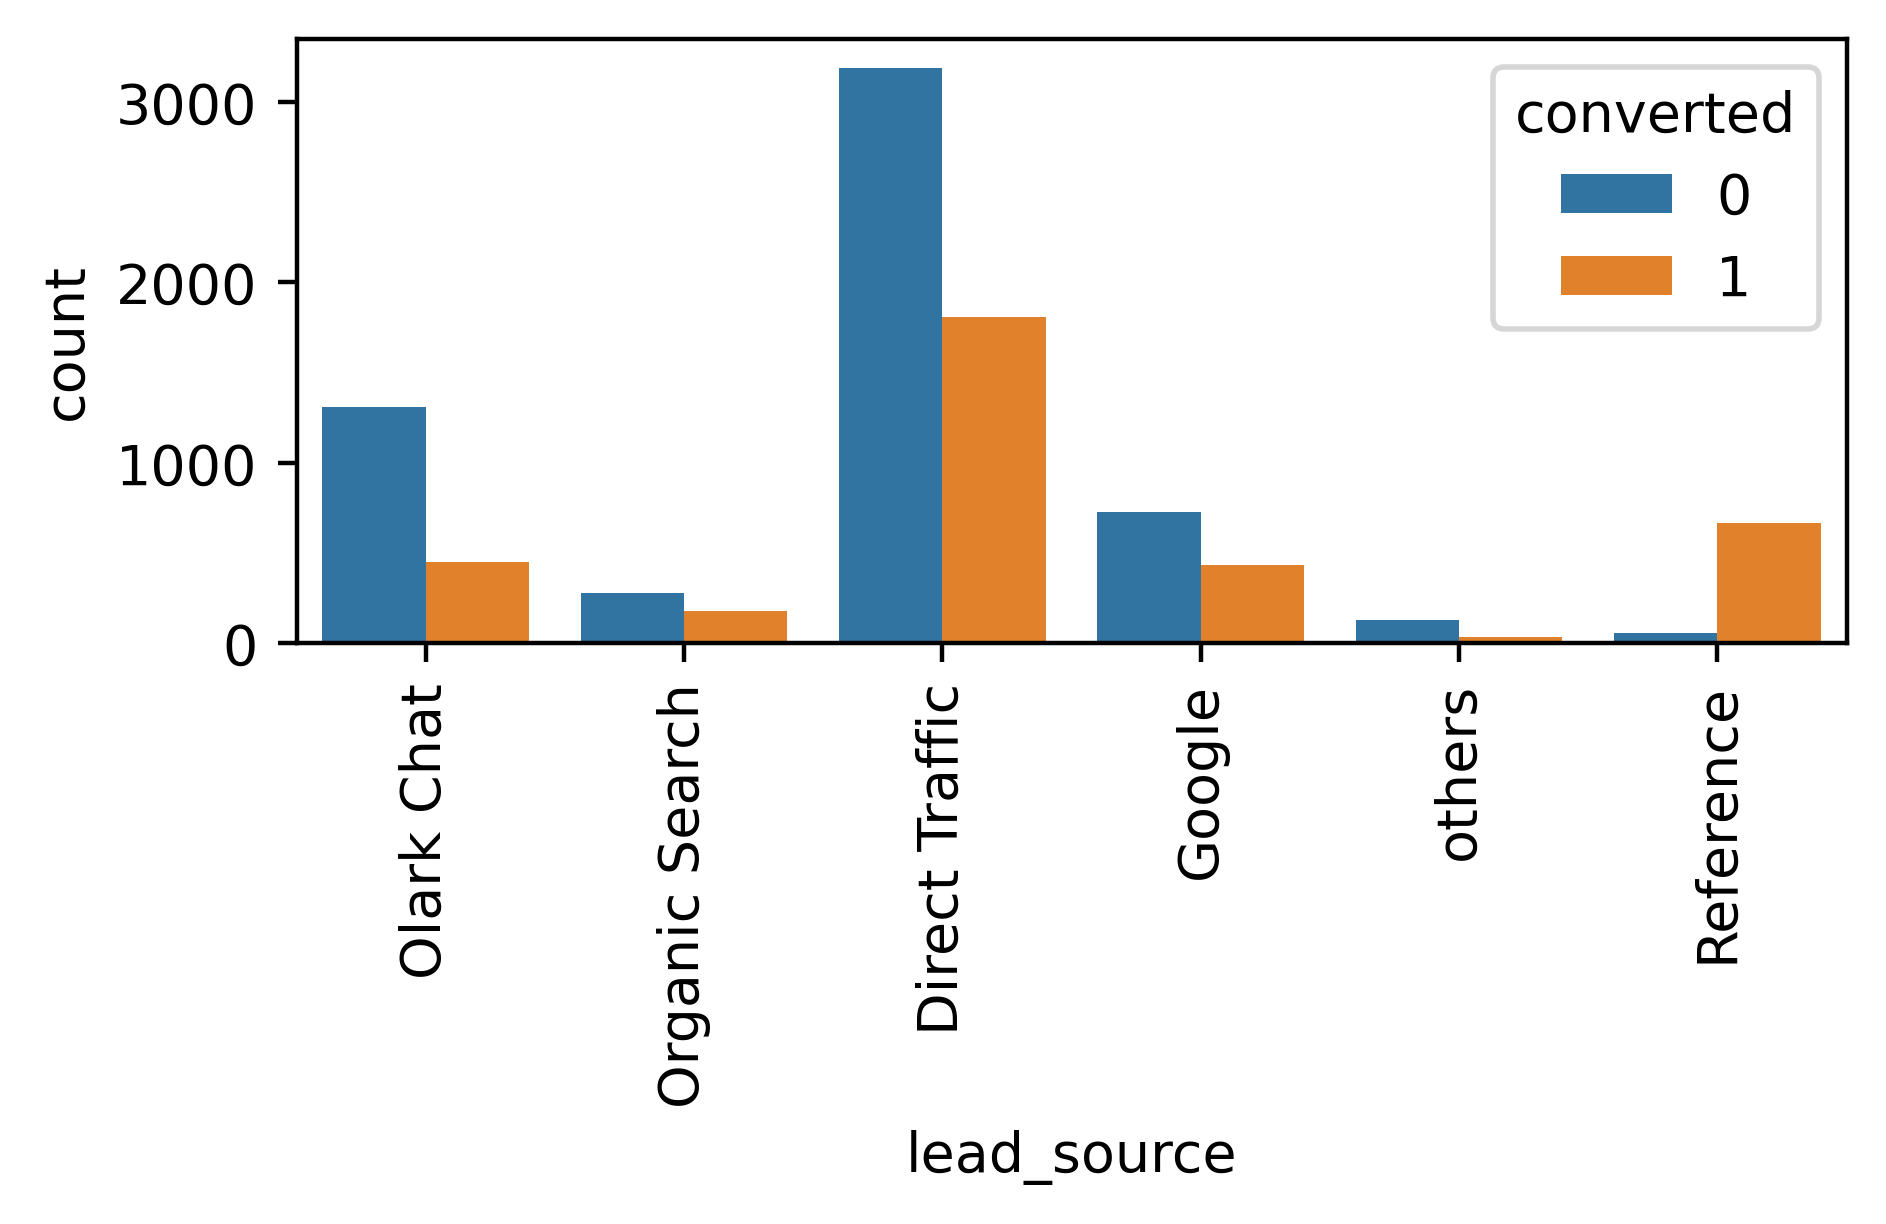 count
3000
2000
1000
0
converted
0
1
Olark Chat
Organic Search
Direct Traffic
Google
others
Reference
lead_source